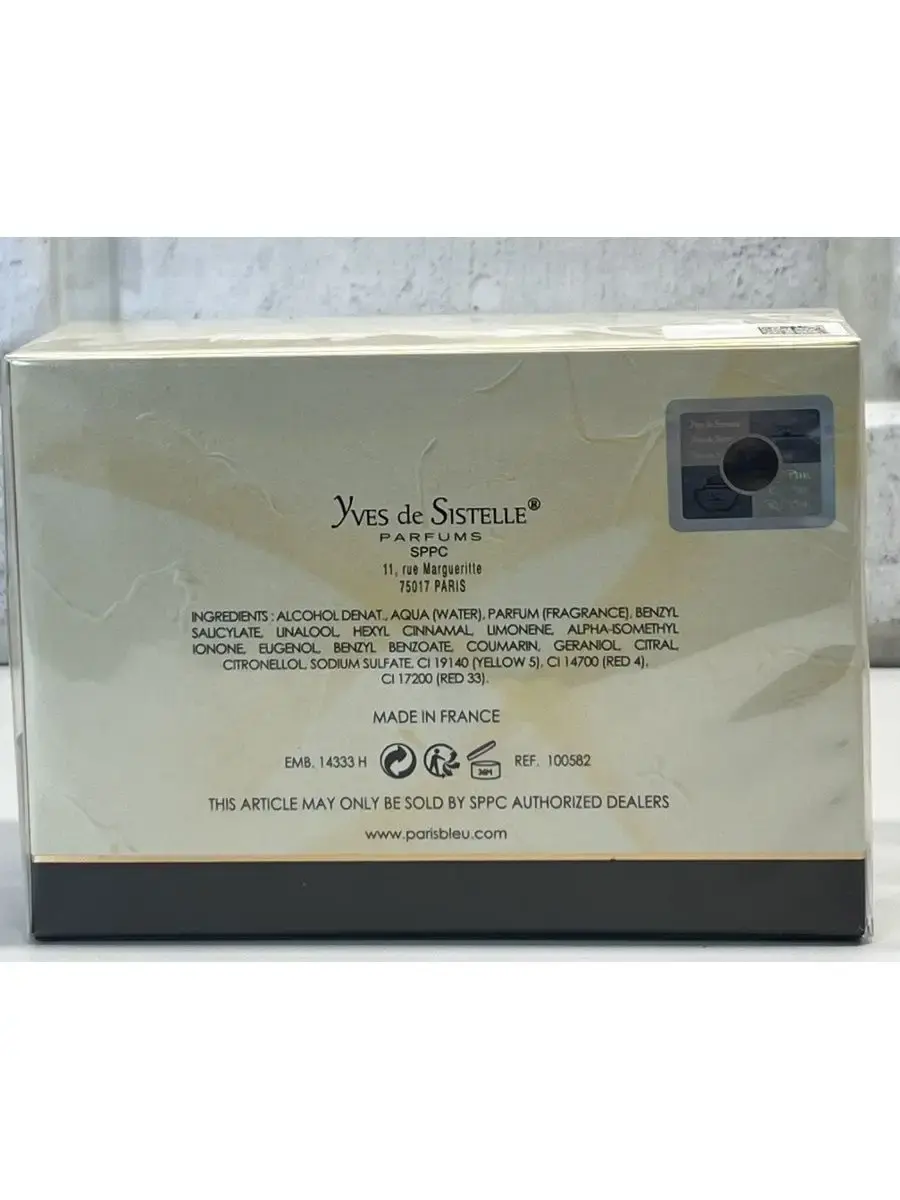 Yves de Sistelle
YVES de SISTELLE®
PARFUMS
SPPC
11, rue Margueritte
75017 PARIS
INGREDIENTS : ALCOHOL DENAT., AQUA (WATER), PARFUM (FRAGRANCE), BENZYL
SALICYLATE, LINALOOL, HEXYL CINNAMAL, LIMONENE, ALPHA-ISOMETHYL
IONONE, EUGENOL, BENZYL BENZOATE, COUMARIN, GERANIOL, CITRAL,
CITRONELLOL, SODIUM SULFATE, CI 19140 (YELLOW 5), CI 14700 (RED 4),
CI 17200 (RED 33).
MADE IN FRANCE
EMB. 14333 H
36M
REF. 100582
THIS ARTICLE MAY ONLY BE SOLD BY SPPC AUTHORIZED DEALERS
www.parisbleu.com